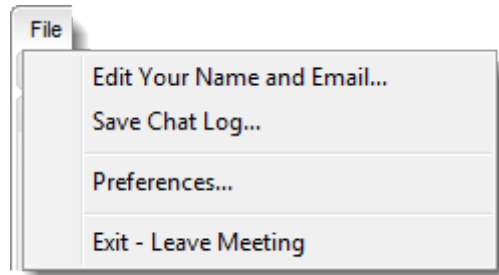 File
Edit Your Name and Email...
Save Chat Log...
Preferences...
Exit - Leave Meeting